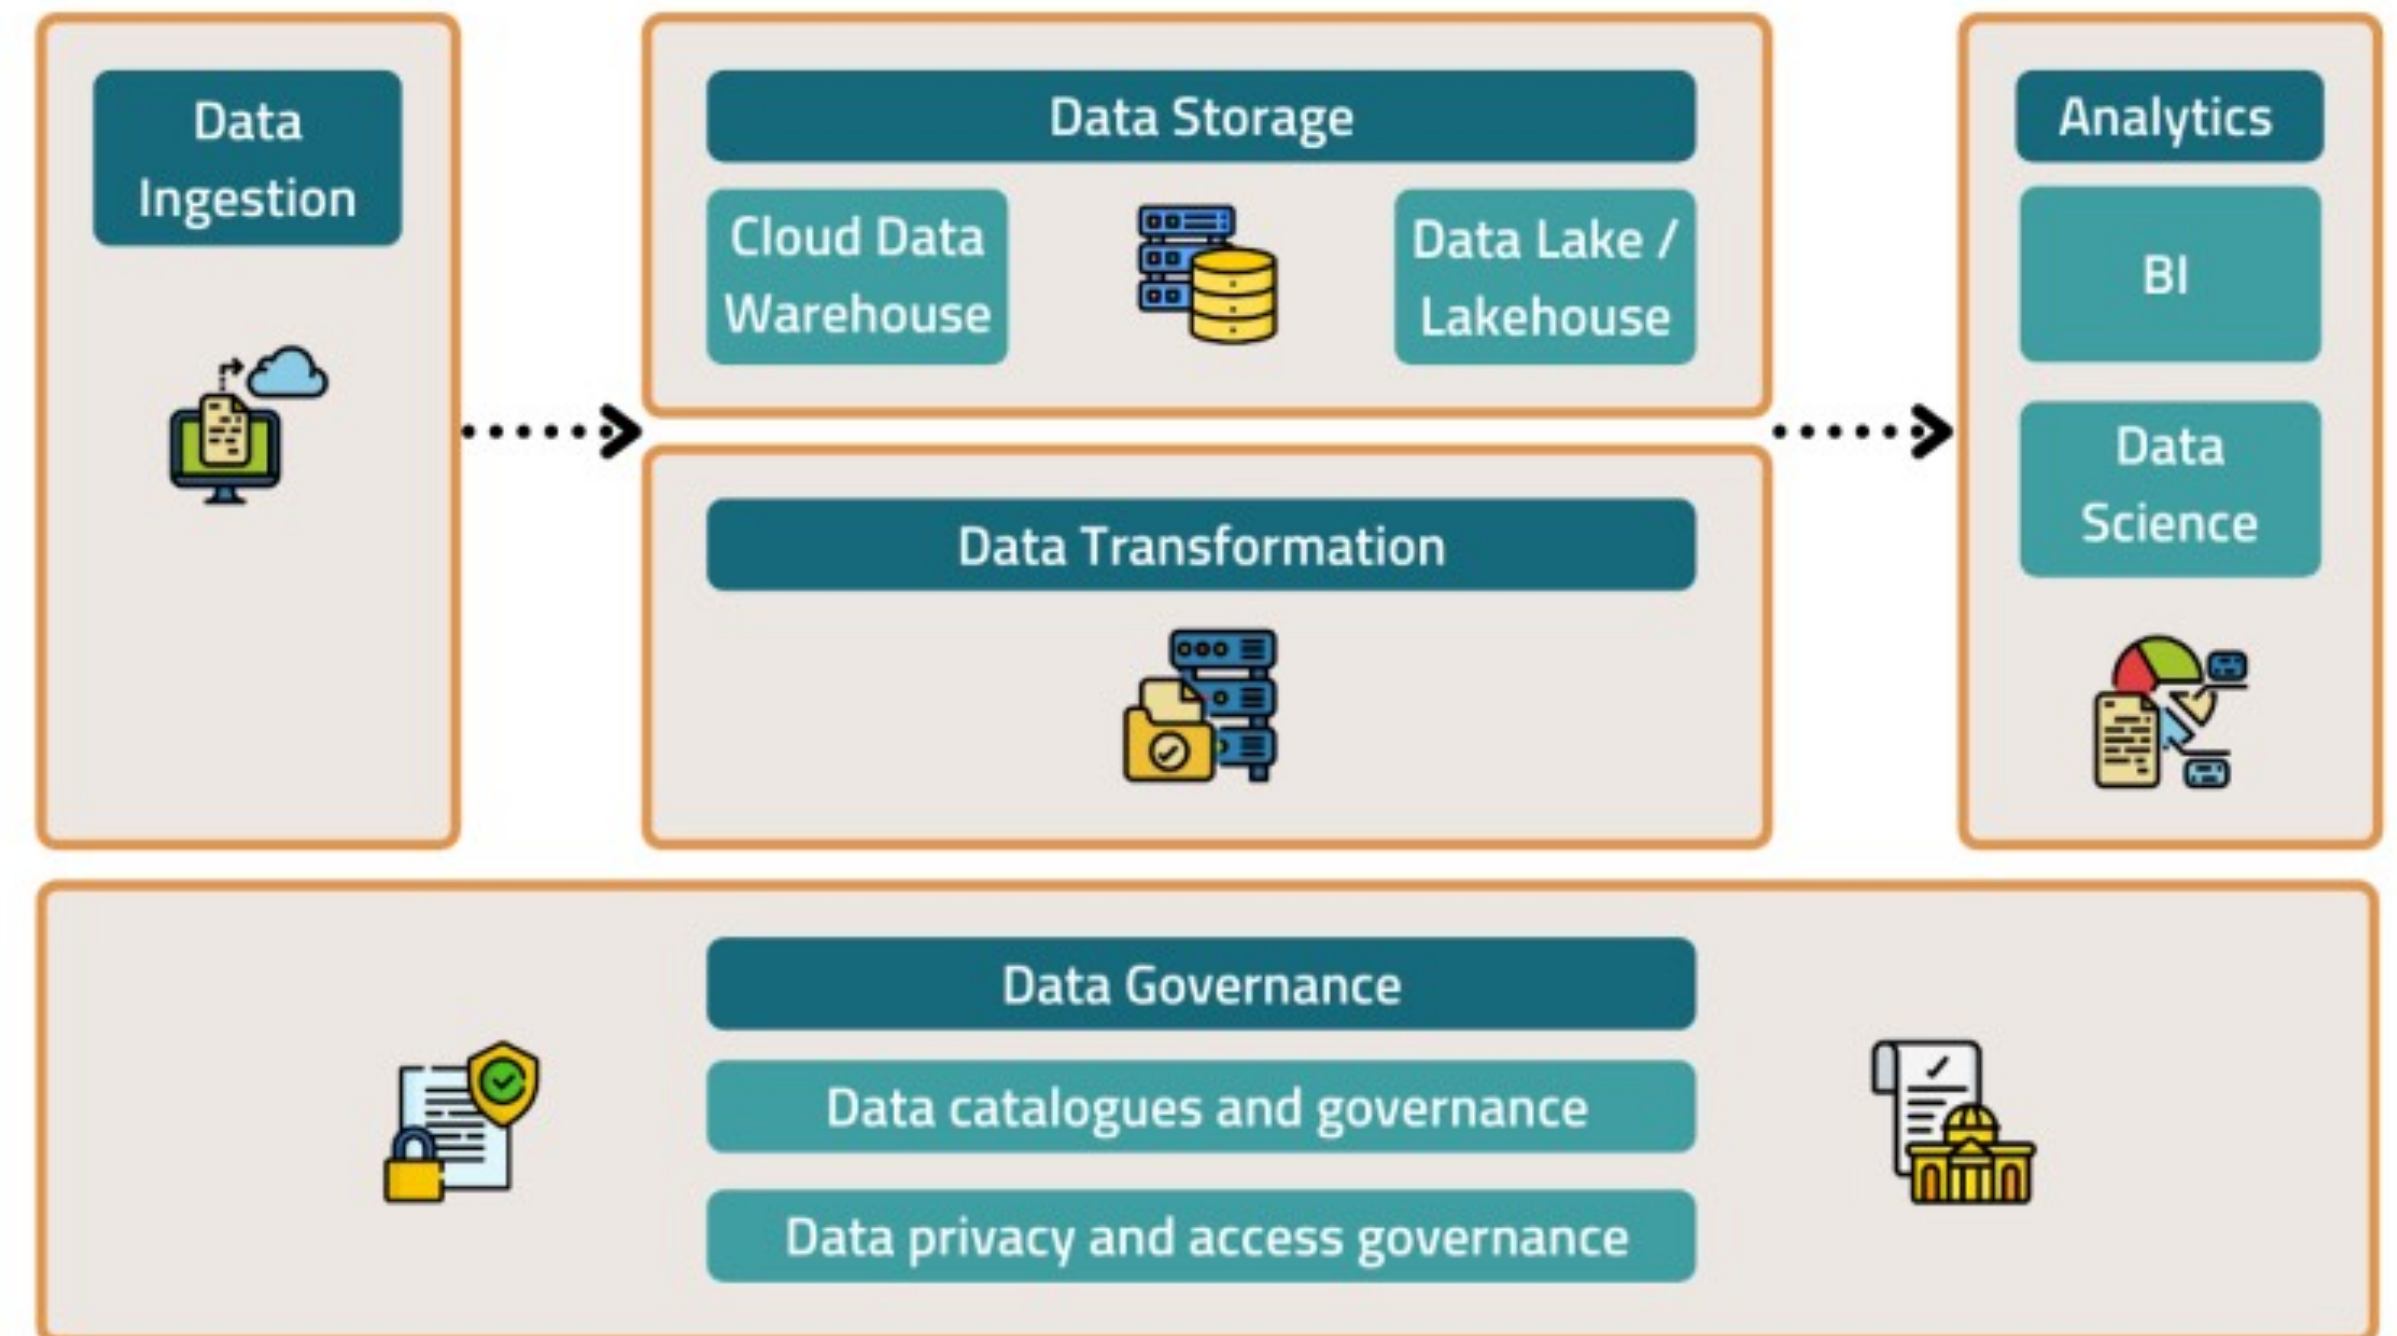 Data
Ingestion
Data Storage
Cloud Data
Warehouse
Data Lake /
Lakehouse
Data Transformation
Analytics
BI
Data
Science
Data Governance
Data catalogues and governance
Data privacy and access governance